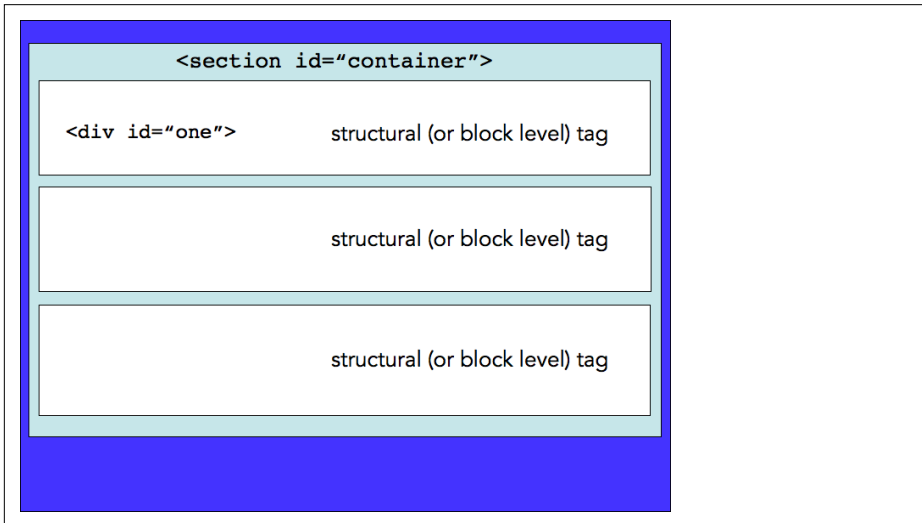 <section id=“container”>
<div id=“one”> structural (or block level) tag
structural (or block level) tag
structural (or block level) tag